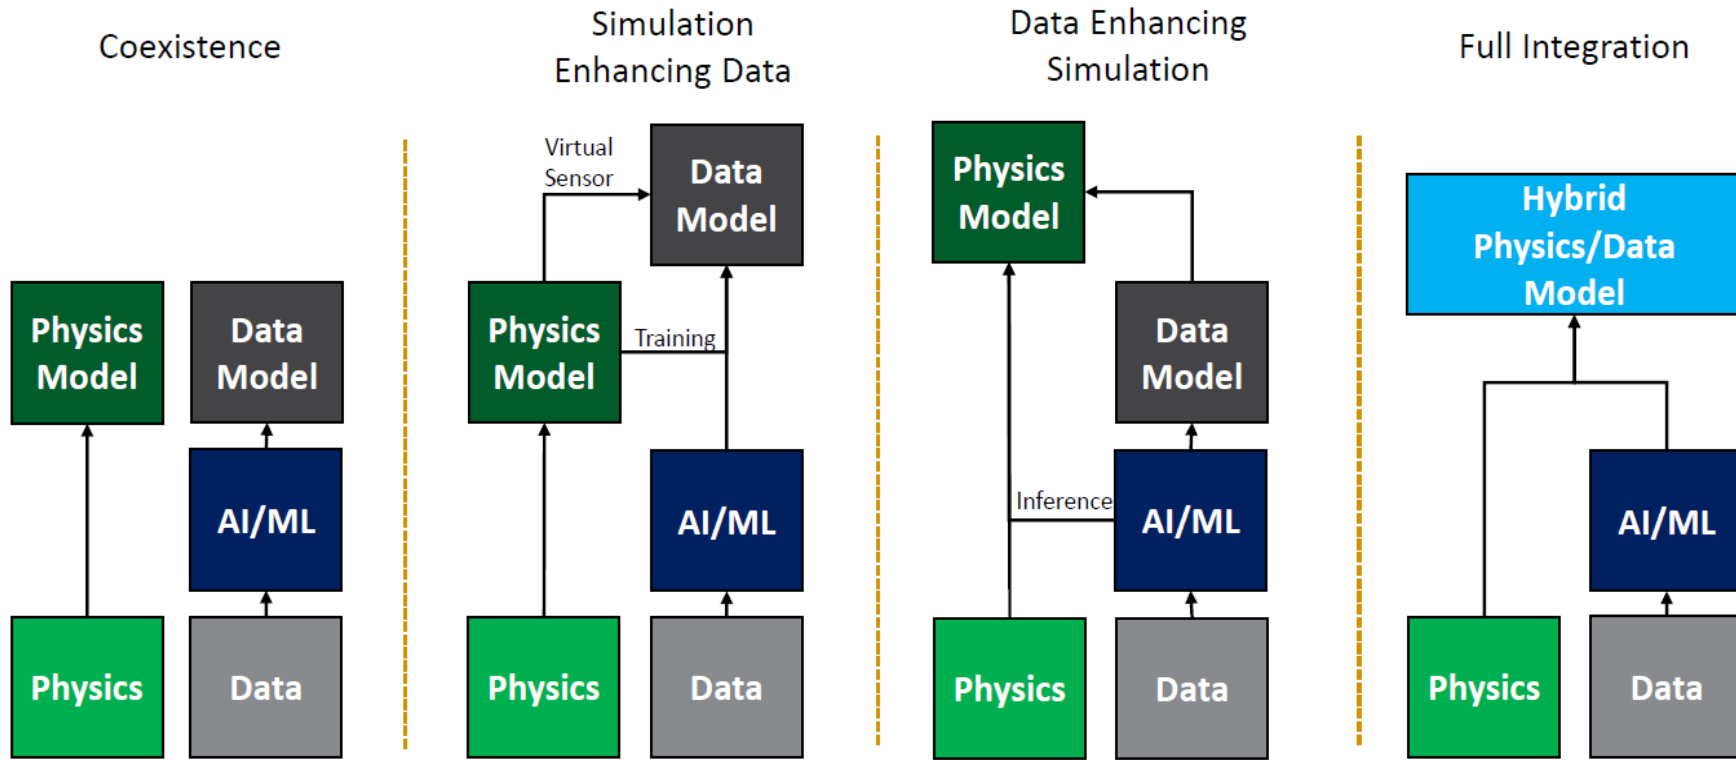 Coexistence
Physics
Model
Data
Model
AI/ML
Physics
Data
Simulation
Enhancing Data
Virtual
Sensor
Data
Model
Physics
Model
Training
AI/ML
Physics
Data
Data Enhancing
Simulation
Physics
Model
Data
Model
Inference
AI/ML
Physics
Data
Full Integration
Hybrid
Physics/Data
Model
AI/ML
Physics
Data